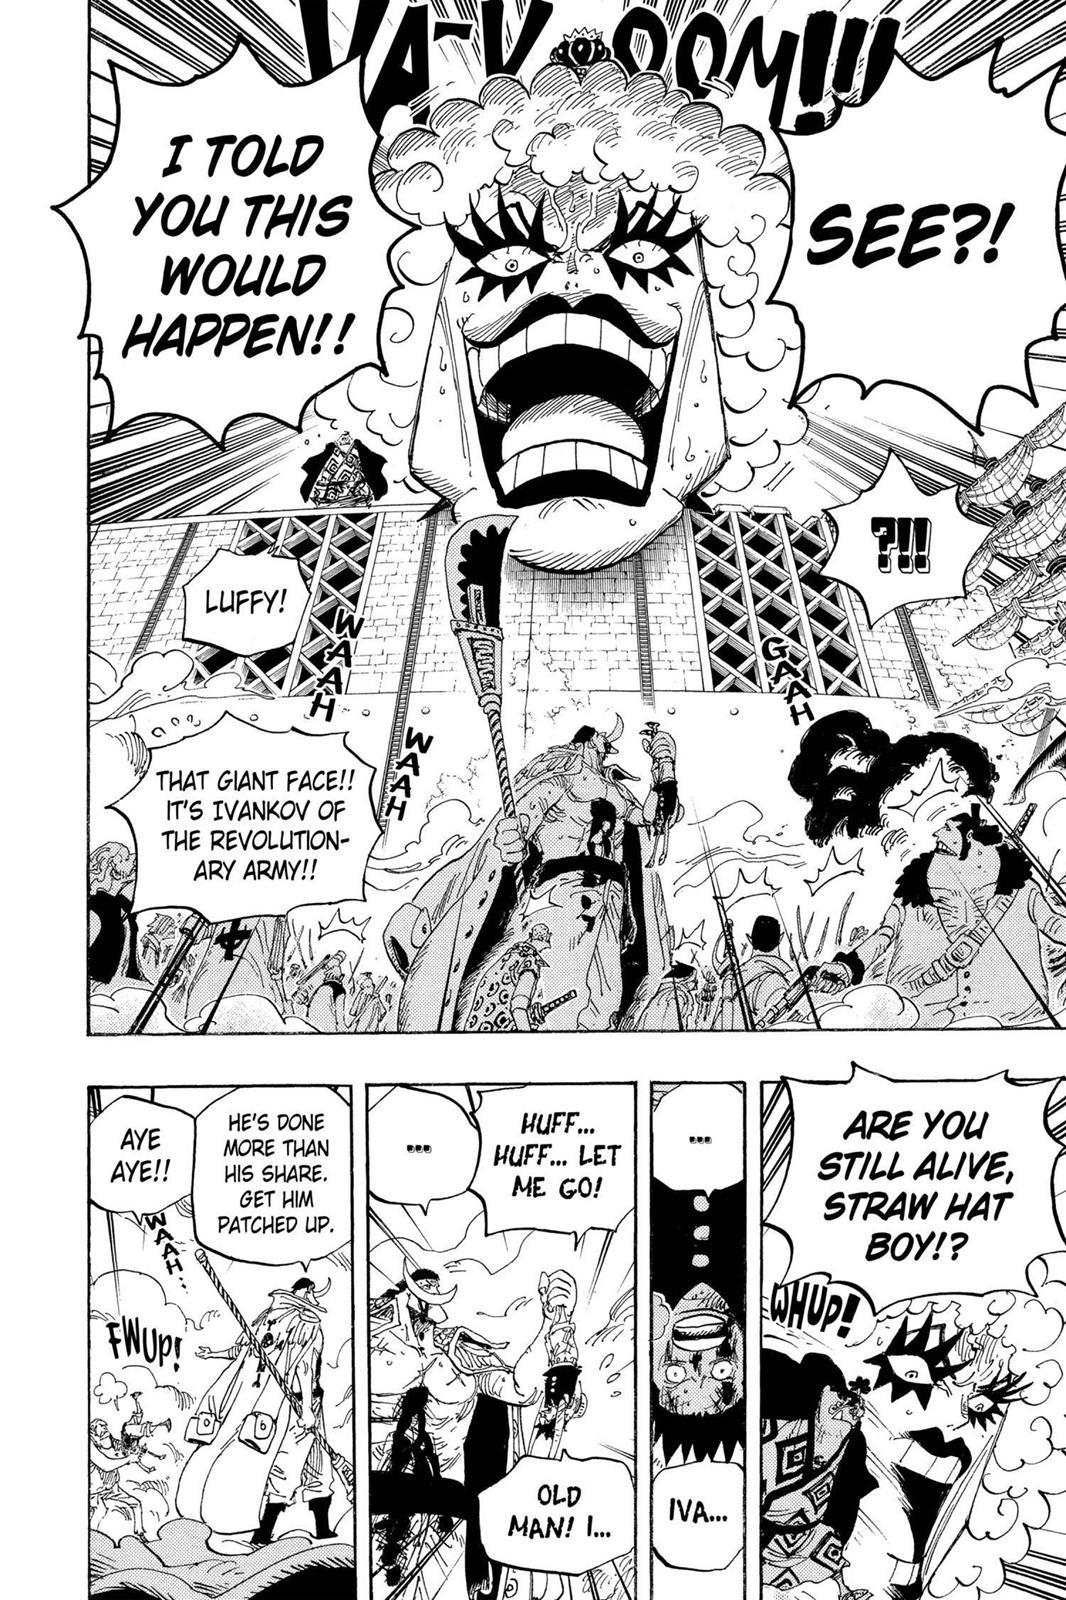 VA-V OOM!!!
SEE?!
I TOLD
YOU THIS
WOULD
HAPPEN!!
?!!
LUFFY!
WAAH
WAAH
GAAH
THAT GIANT FACE!!
IT'S IVANKOV OF
THE REVOLUTION-
ARY ARMY!!
ARE YOU
STILL ALIVE,
STRAW HAT
BOY!?
WHUP!
...
IVA...
HUFF...
HUFF... LET
ME GO!
...
OLD
MAN! I...
HE'S DONE
MORE THAN
HIS SHARE.
GET HIM
PATCHED UP.
AYE
AYE!!
WAAH...
FWUP!